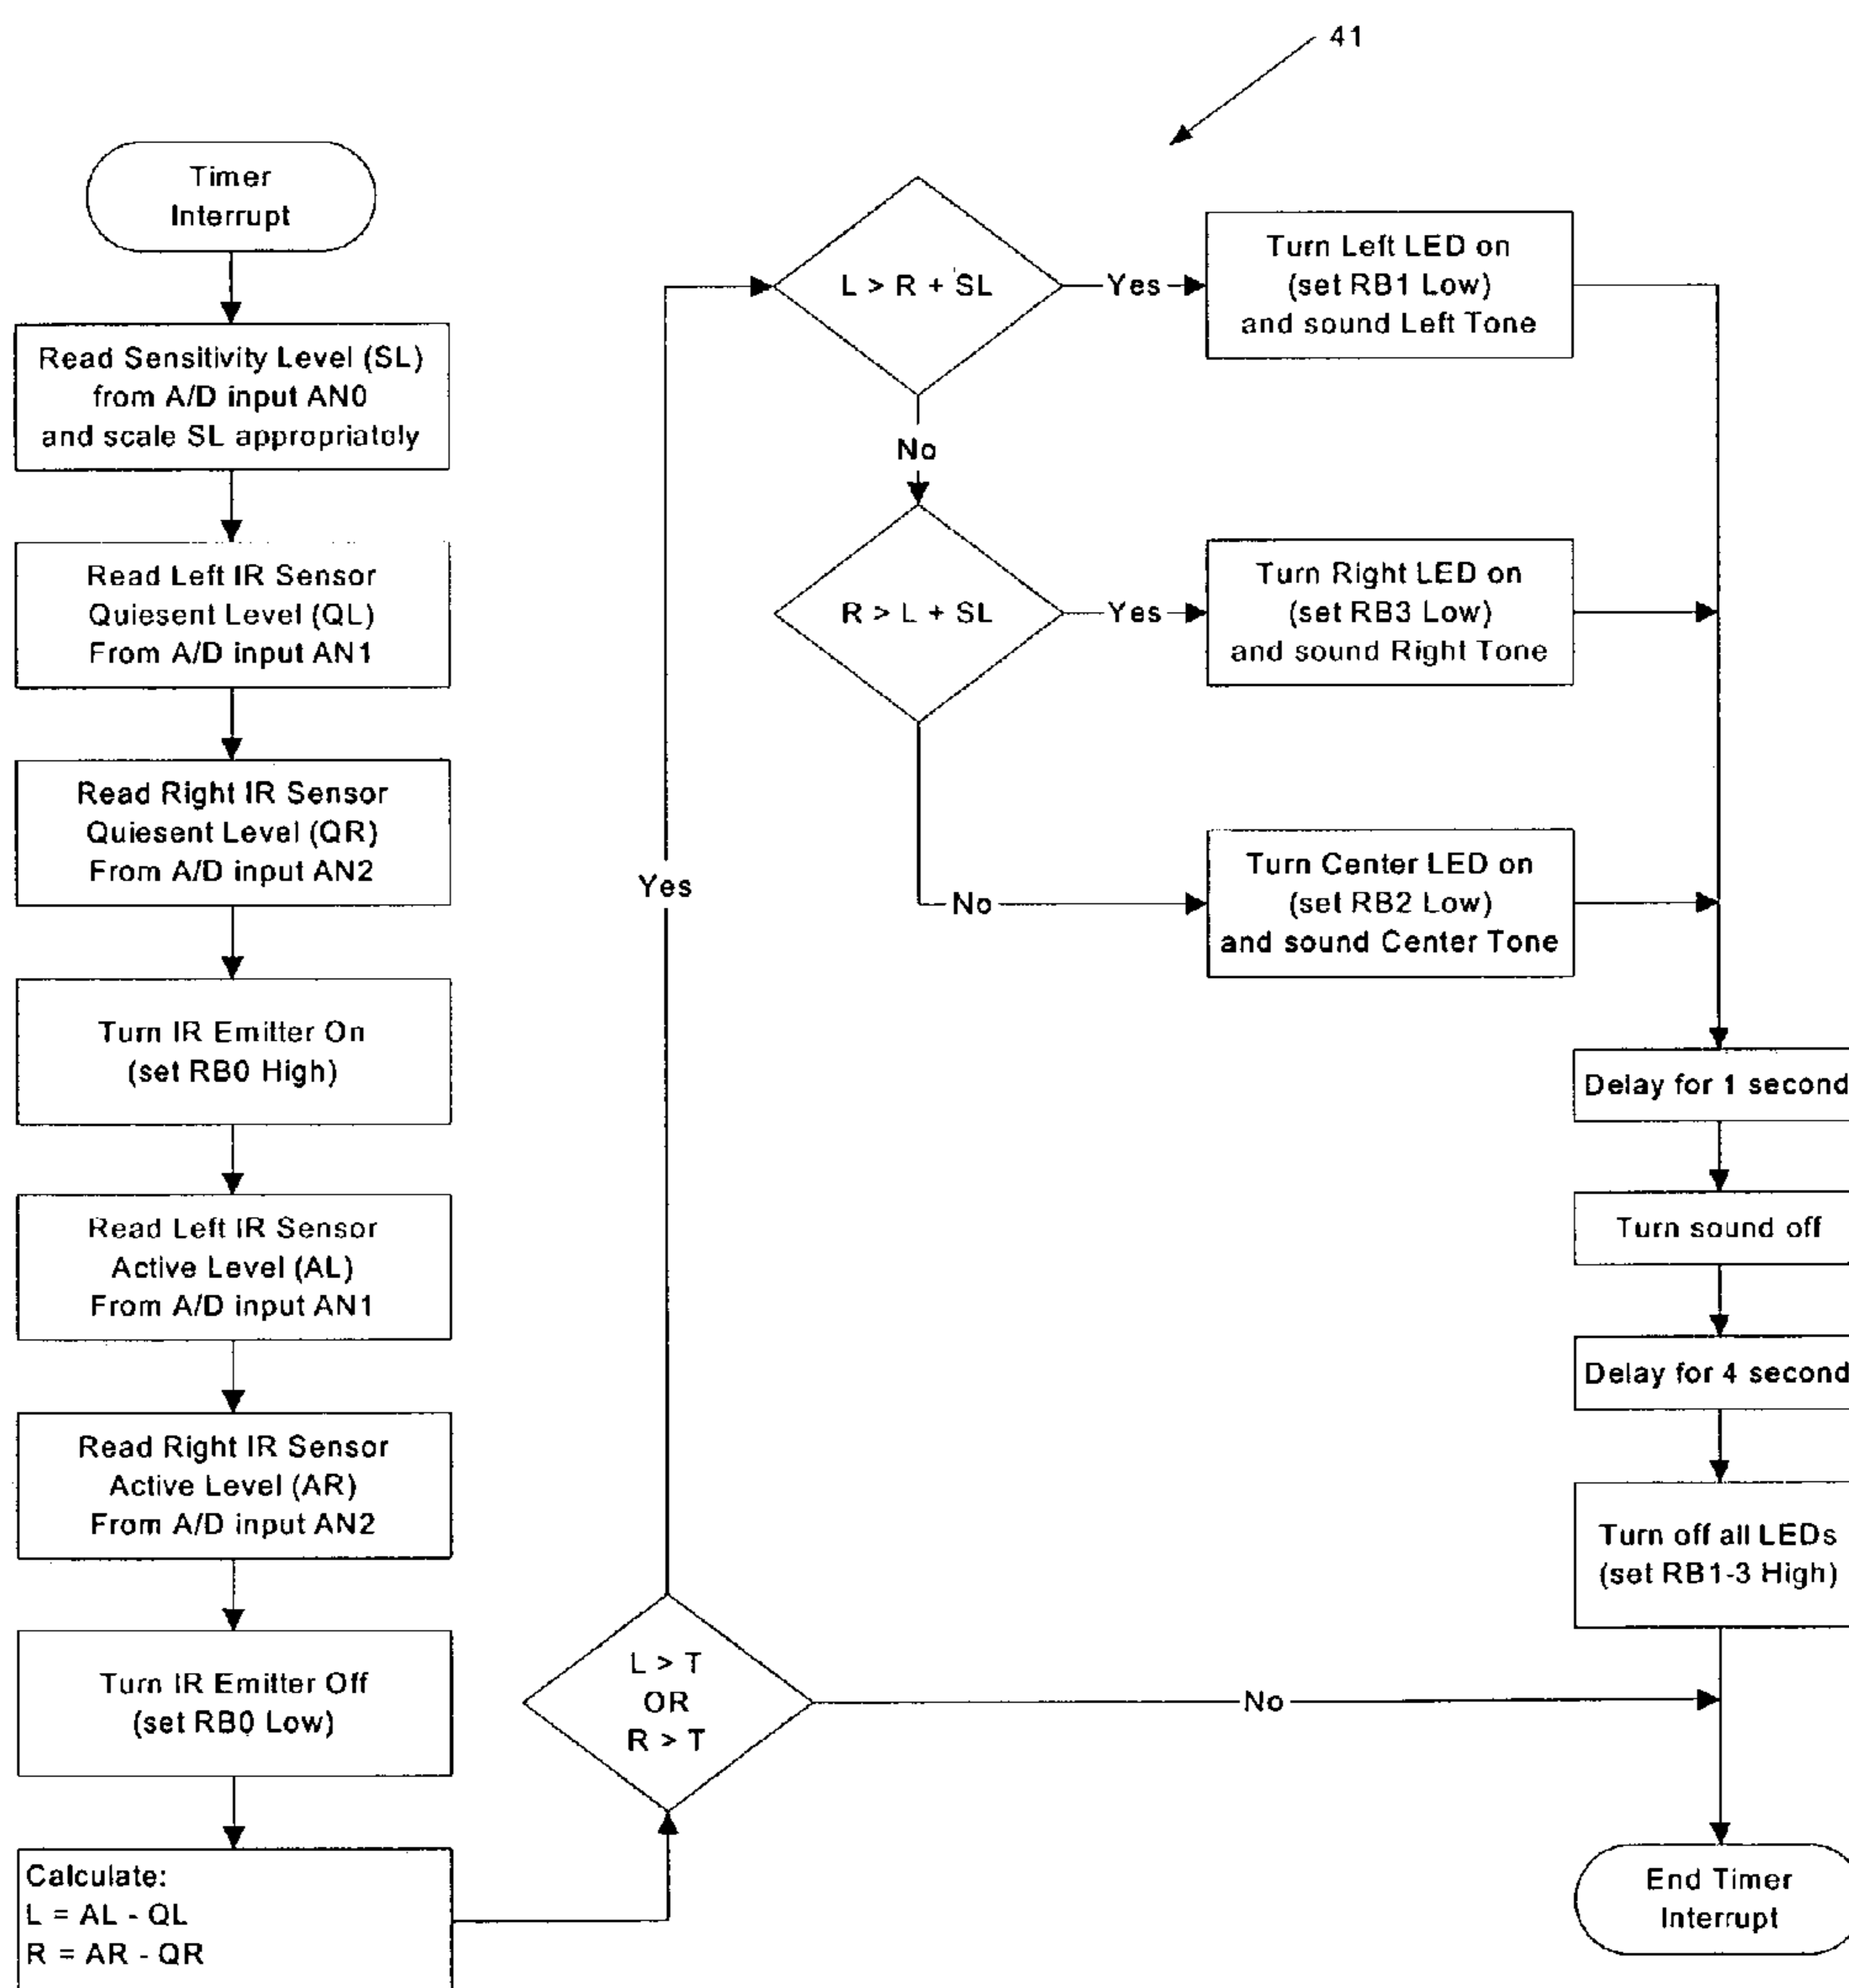 41
Timer
Interrupt
Read Sensitivity Level (SL)
from A/D input AN0
and scale SL appropriately
Read Left IR Sensor
Quiesent Level (QL)
From A/D input AN1
Read Right IR Sensor
Quiesent Level (QR)
From A/D input AN2
Turn IR Emitter On
(set RB0 High)
Read Left IR Sensor
Active Level (AL)
From A/D input AN1
Read Right IR Sensor
Active Level (AR)
From A/D input AN2
Turn IR Emitter Off
(set RB0 Low)
Calculate:
L = AL - QL
R = AR - QR
L > T
OR
R > T
Yes
No
L > R + SL
Yes
No
Turn Left LED on
(set RB1 Low)
and sound Left Tone
R > L + SL
Yes
No
Turn Right LED on
(set RB3 Low)
and sound Right Tone
Turn Center LED on
(set RB2 Low)
and sound Center Tone
Delay for 1 second
Turn sound off
Delay for 4 second
Turn off all LEDs
(set RB1-3 High)
End Timer
Interrupt